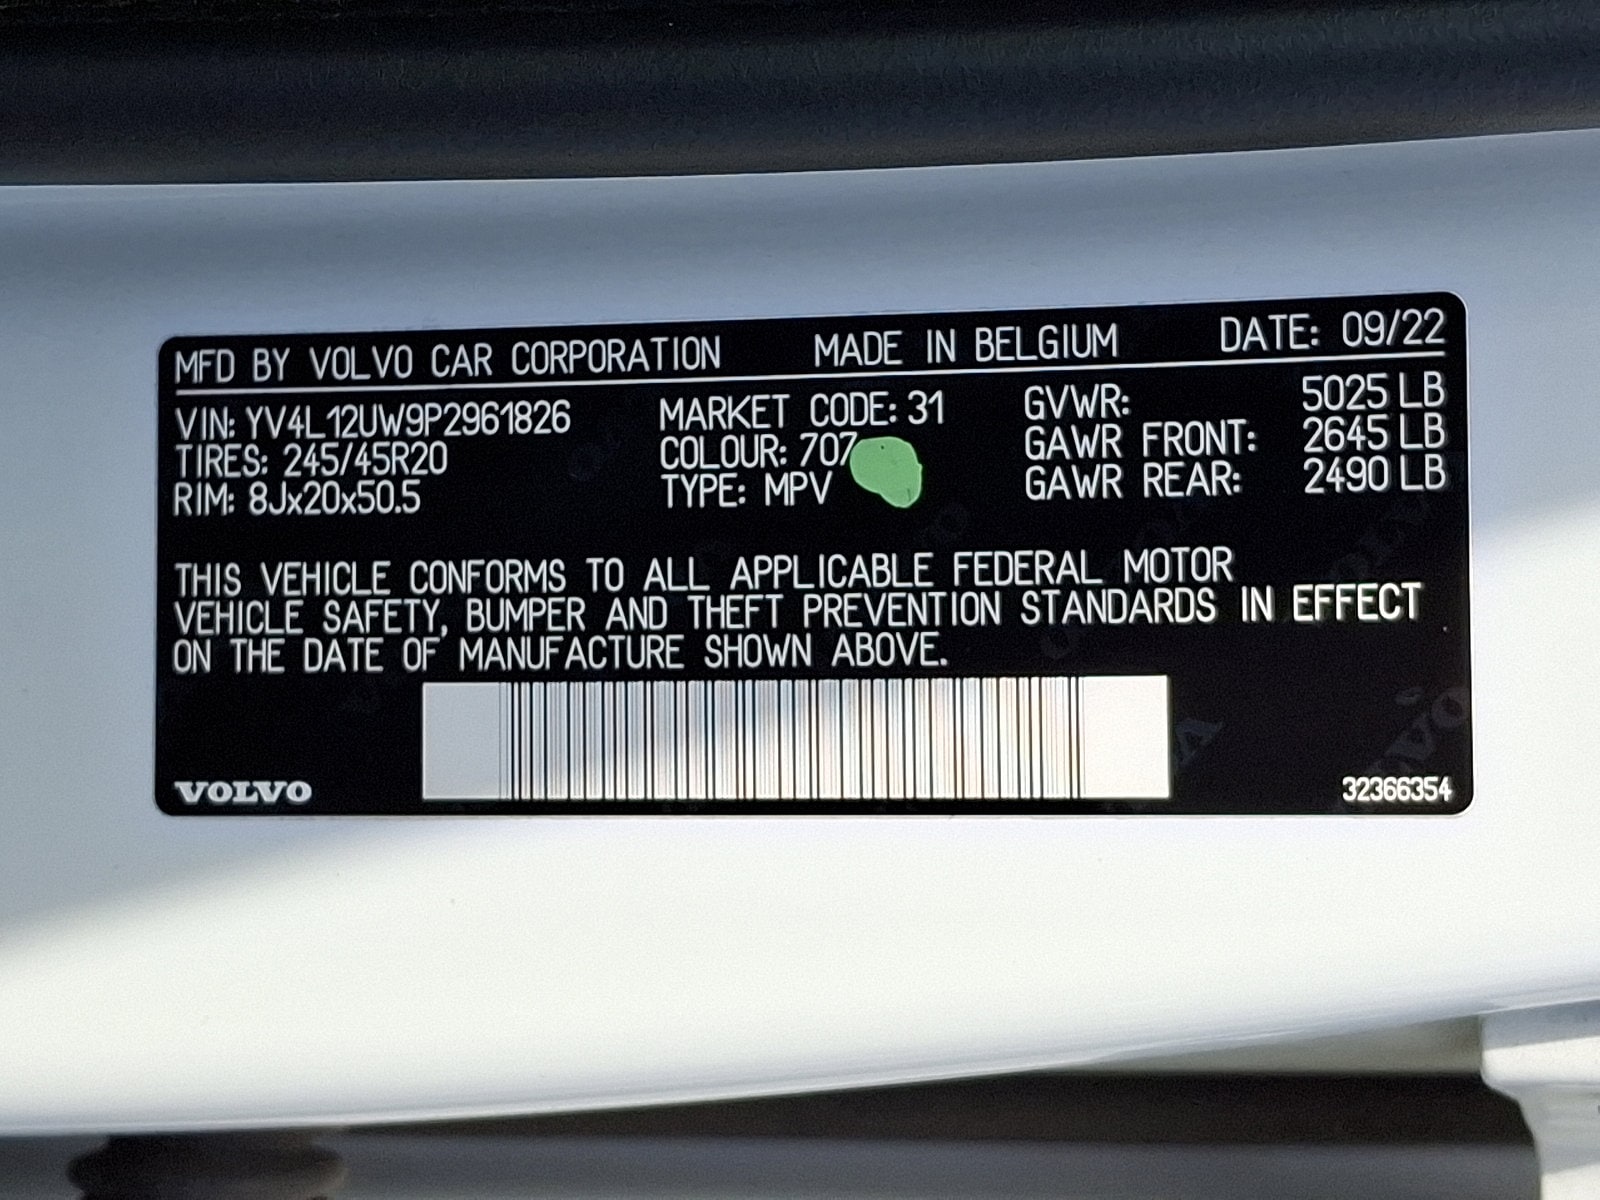 MFD BY VOLVO CAR CORPORATION MADE IN BELGIUM DATE: 09/22
VIN: YV4L12UW9P2961826 MARKET CODE: 31 GVWR: 5025 LB
TIRES: 245/45R20 COLOUR: 707 GAWR FRONT: 2645 LB
RIM: 8Jx20x50.5 TYPE: MPV GAWR REAR: 2490 LB
THIS VEHICLE CONFORMS TO ALL APPLICABLE FEDERAL MOTOR
VEHICLE SAFETY, BUMPER AND THEFT PREVENTION STANDARDS IN EFFECT
ON THE DATE OF MANUFACTURE SHOWN ABOVE.
VOLVO 32366354